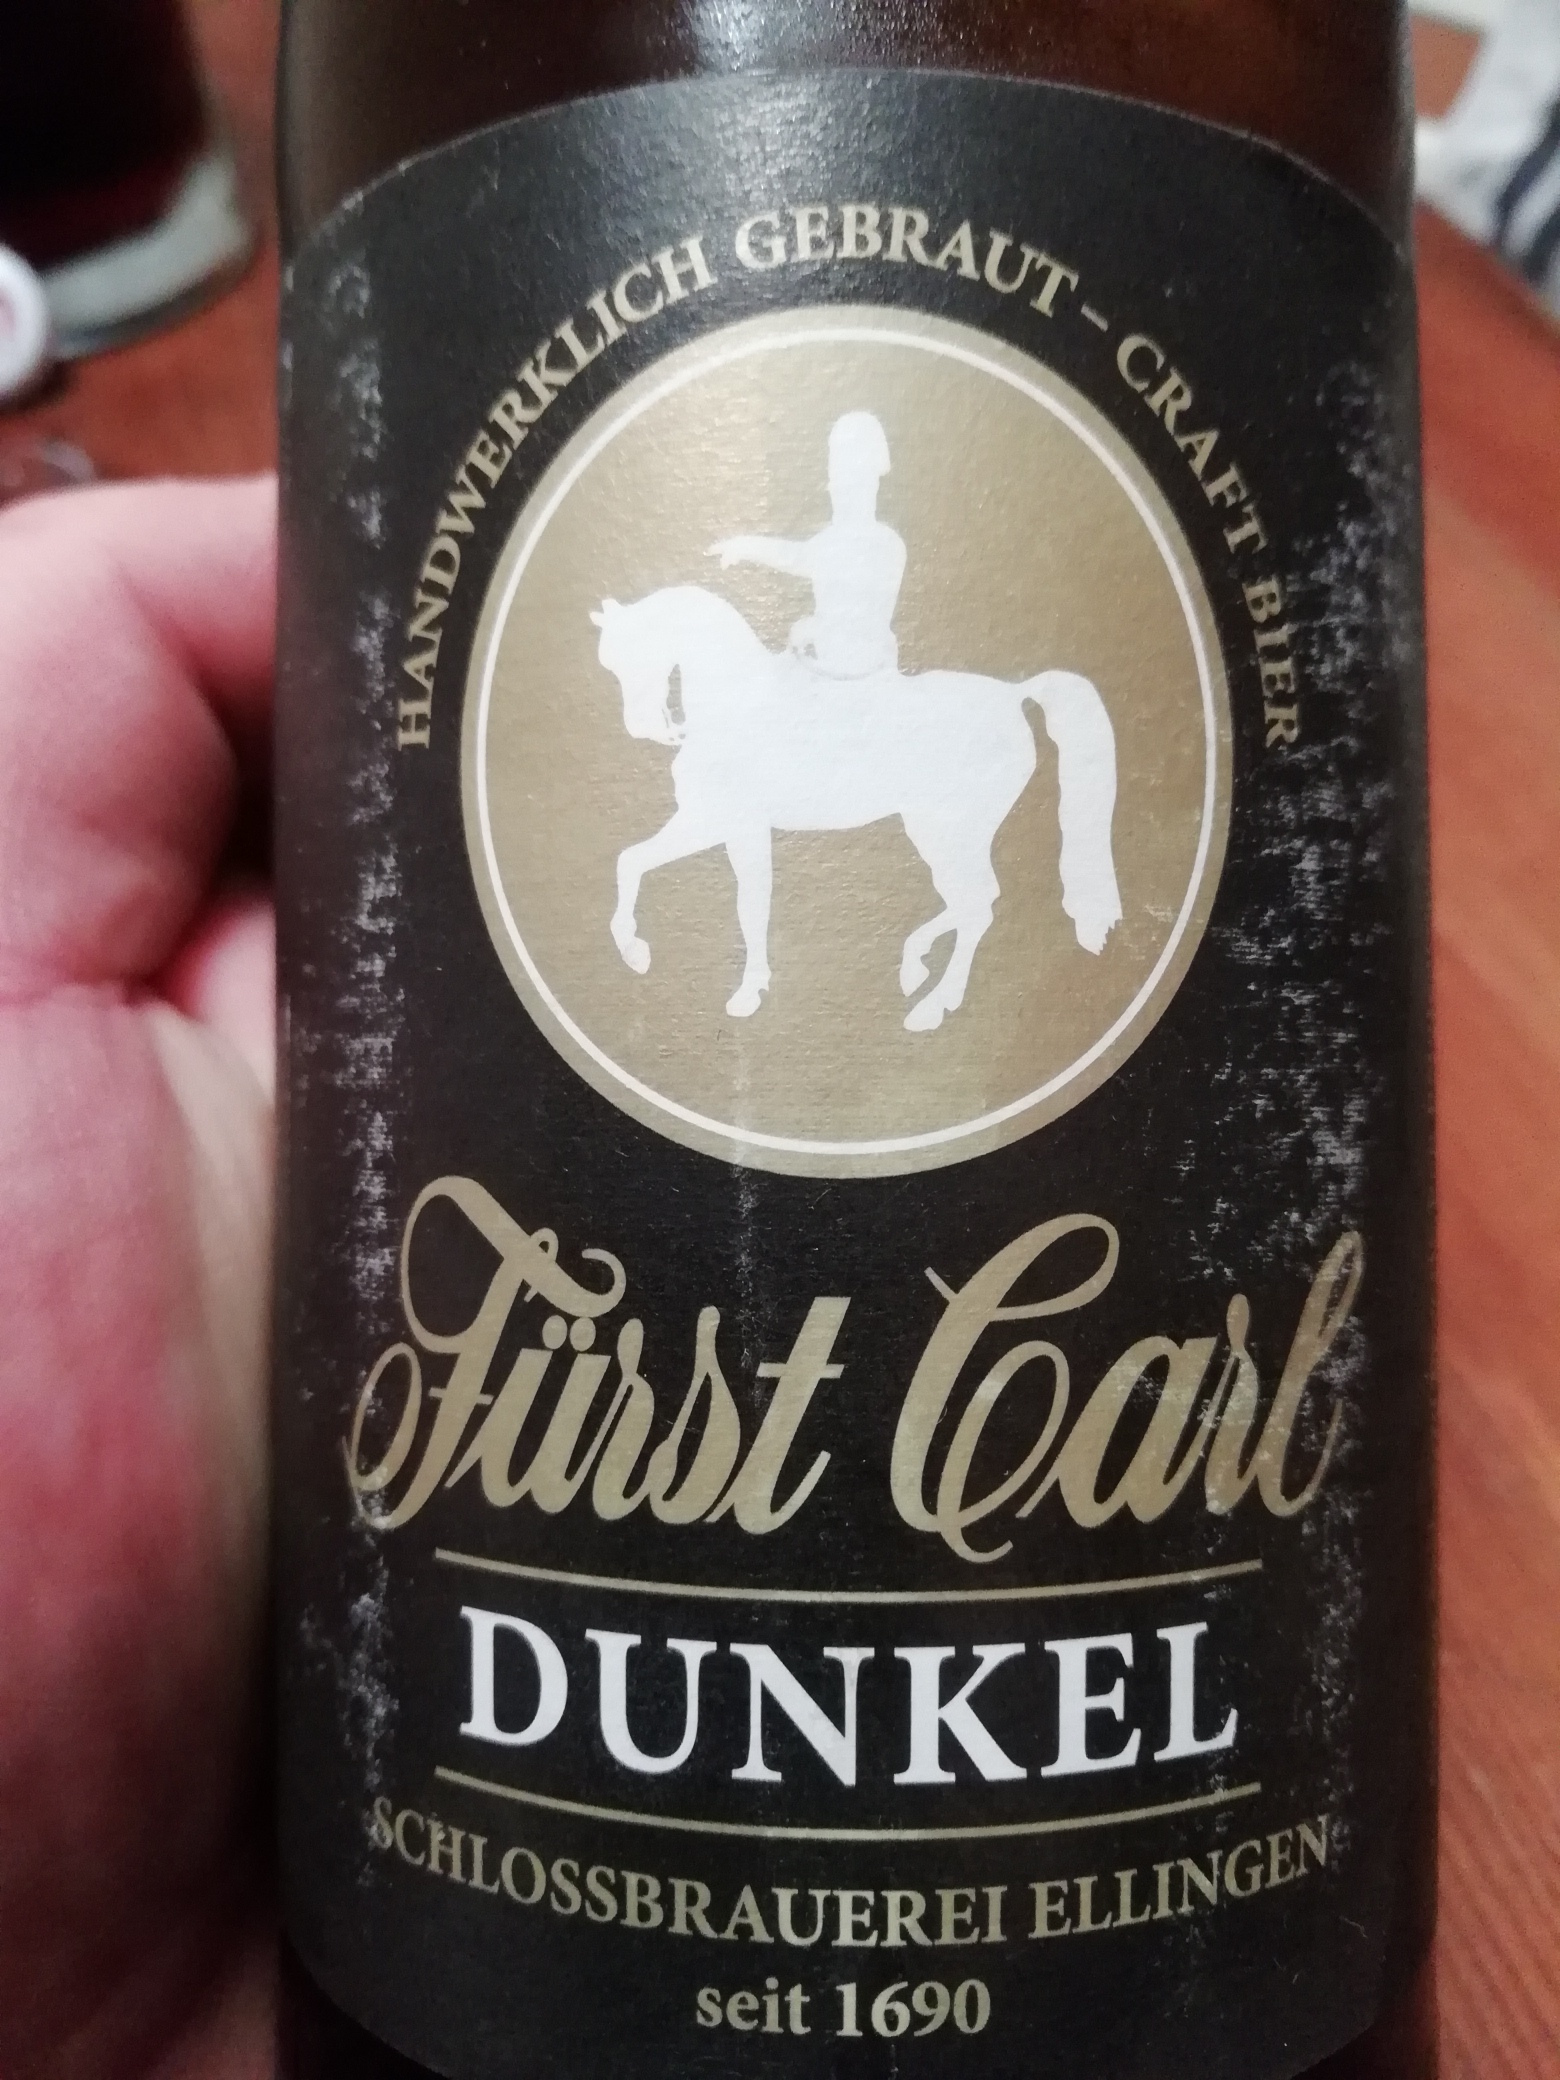 HANDWERKLICH GEBRAUT - CRAFT BIER
Fürst Carl
DUNKEL
SCHLOSSBRAUEREI ELLINGEN
seit 1690